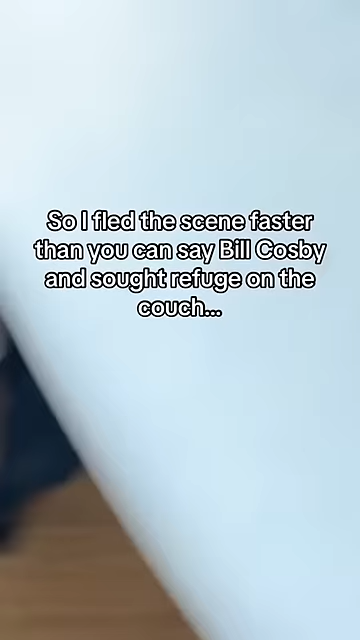 So I fled the scene faster
than you can say Bill Cosby
and sought refuge on the
couch...